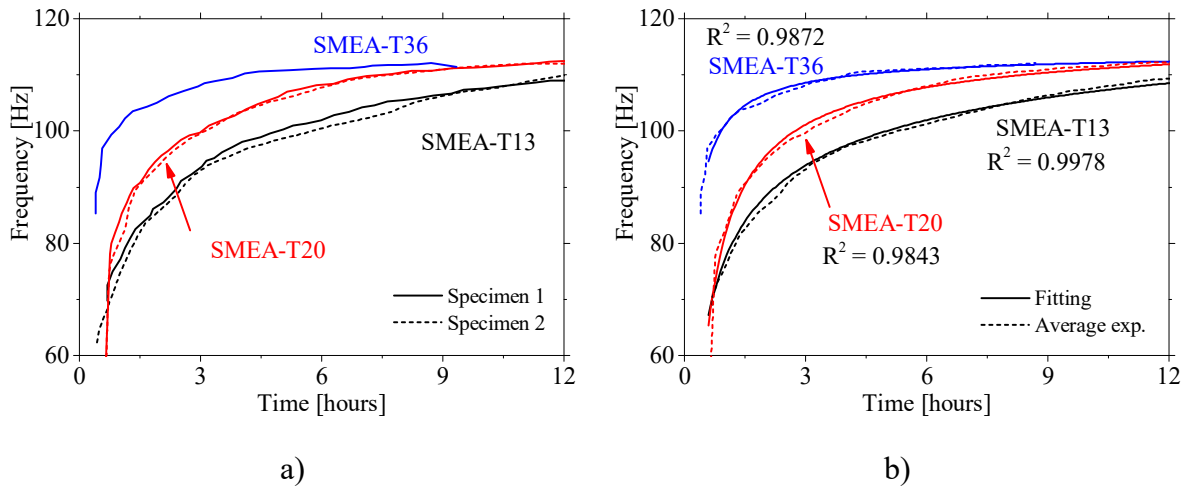 120
100
80
60
Frequency [Hz]
SMEA-T36
SMEA-T13
SMEA-T20
Specimen 1
Specimen 2
0
3
6
9
12
Time [hours]
a)
120
100
80
60
Frequency [Hz]
R² = 0.9872
SMEA-T36
SMEA-T13
R² = 0.9978
SMEA-T20
R² = 0.9843
Fitting
Average exp.
0
3
6
9
12
Time [hours]
b)